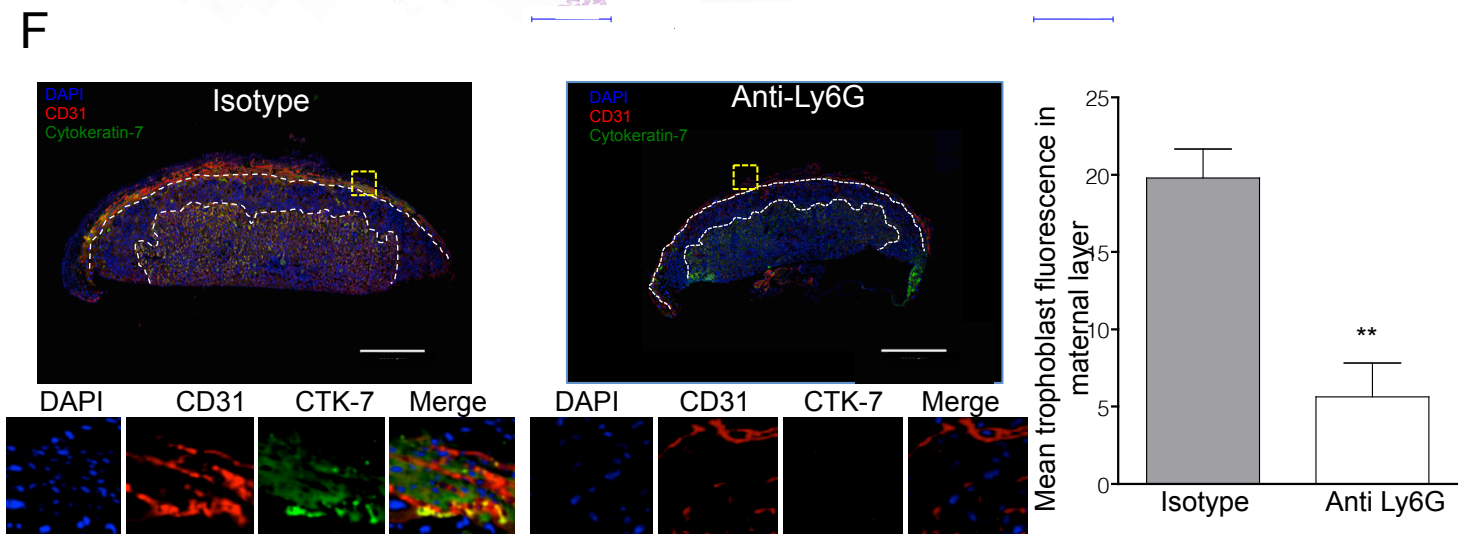 F
DAPI
CD31
Cytokeratin-7
Isotype
DAPI
CD31
Cytokeratin-7
Anti-Ly6G
DAPI CD31 CTK-7 Merge
DAPI CD31 CTK-7 Merge
Mean trophoblast fluorescence in
maternal layer
25
20
15
10
5
0
**
Isotype Anti Ly6G